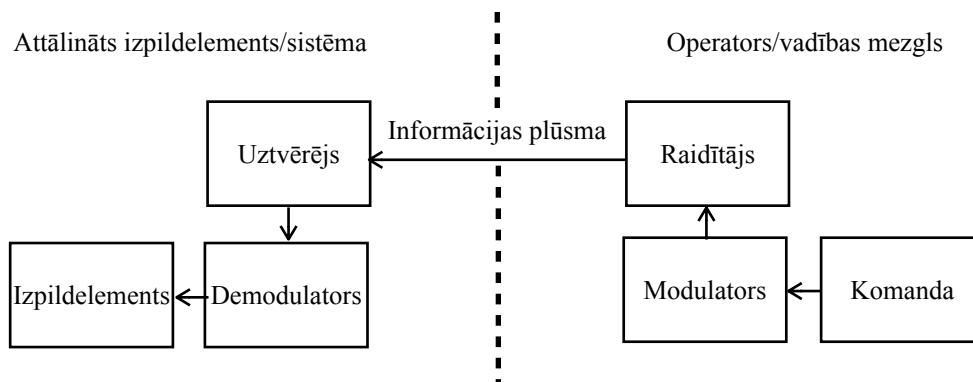 Attālināts izpildelements/sistēma
Operators/vadības mezgls
Uztvērējs
Informācijas plūsma
Raidītājs
Izpildelements
Demodulators
Modulators
Komanda